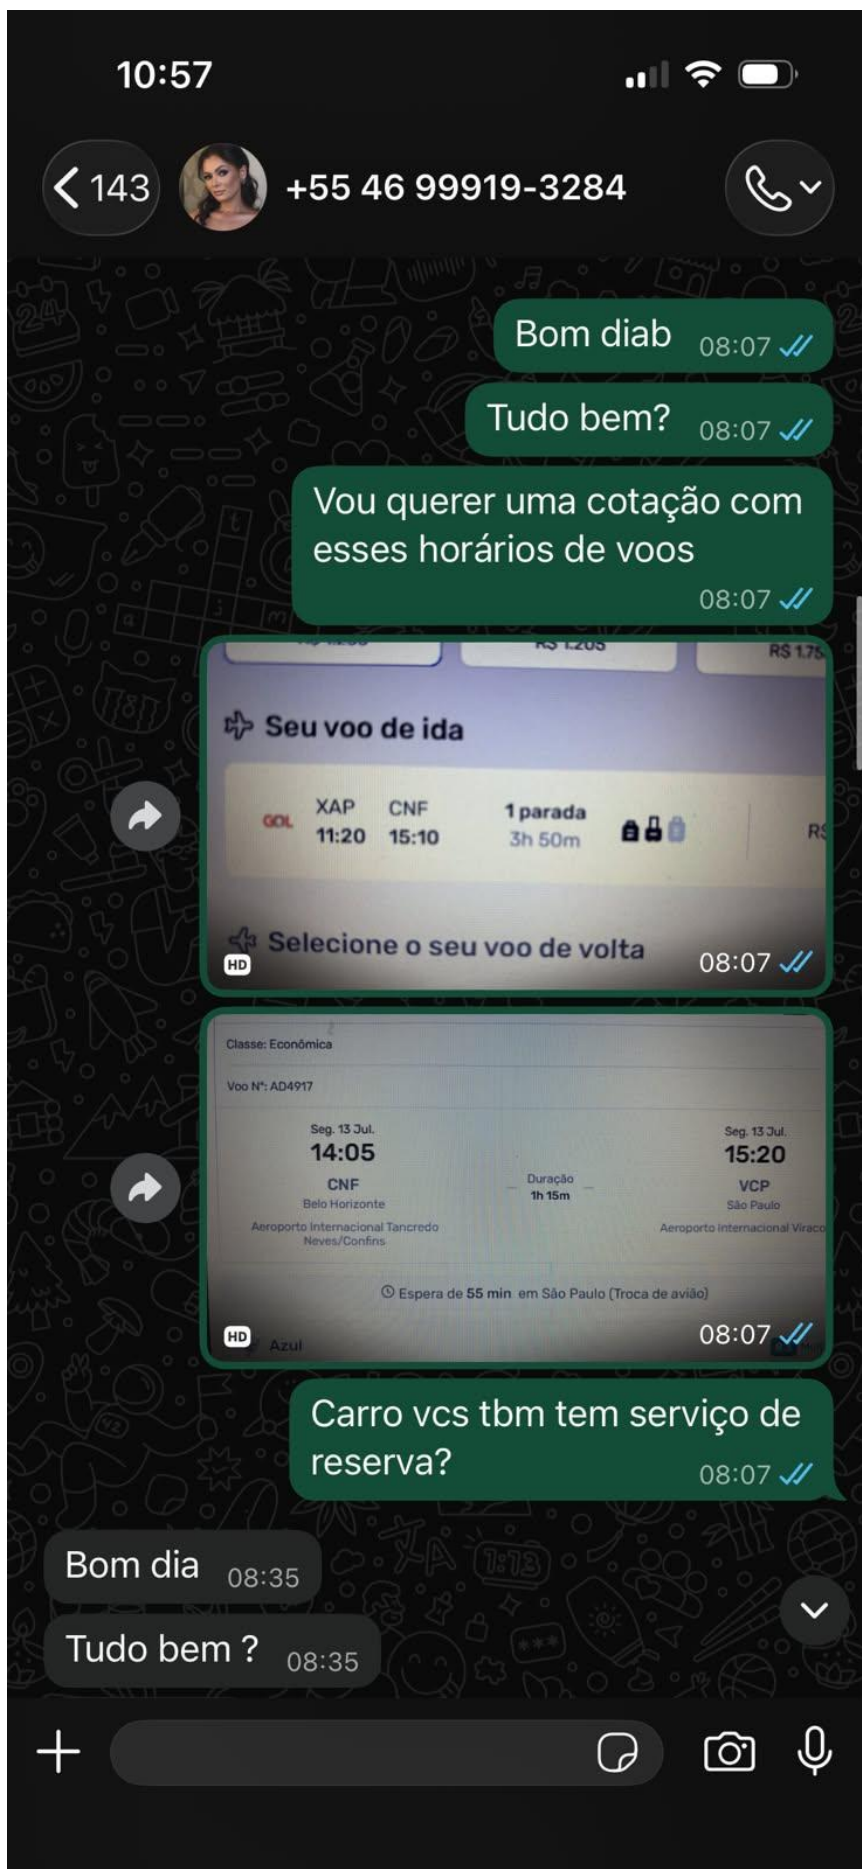 10:57
143
+55 46 99919-3284
Bom diab 08:07
Tudo bem? 08:07
Vou querer uma cotação com
esses horários de voos
08:07
R$ 1.205
R$ 1.75
Seu voo de ida
XAP CNF 1 parada
GOL
11:20 15:10 3h 50m
R$
Selecione o seu voo de volta
HD
08:07
Classe: Econômica
Voo Nº: AD4917
Seg. 13 Jul. Seg. 13 Jul.
14:05 15:20
CNF Duração VCP
Belo Horizonte 1h 15m São Paulo
Aeroporto Internacional Tancredo Aeroporto Internacional Viraco
Neves/Confins
Espera de 55 min em São Paulo (Troca de avião)
HD
Azul
08:07
Carro vcs tbm tem serviço de
reserva?
08:07
Bom dia 08:35
Tudo bem ? 08:35